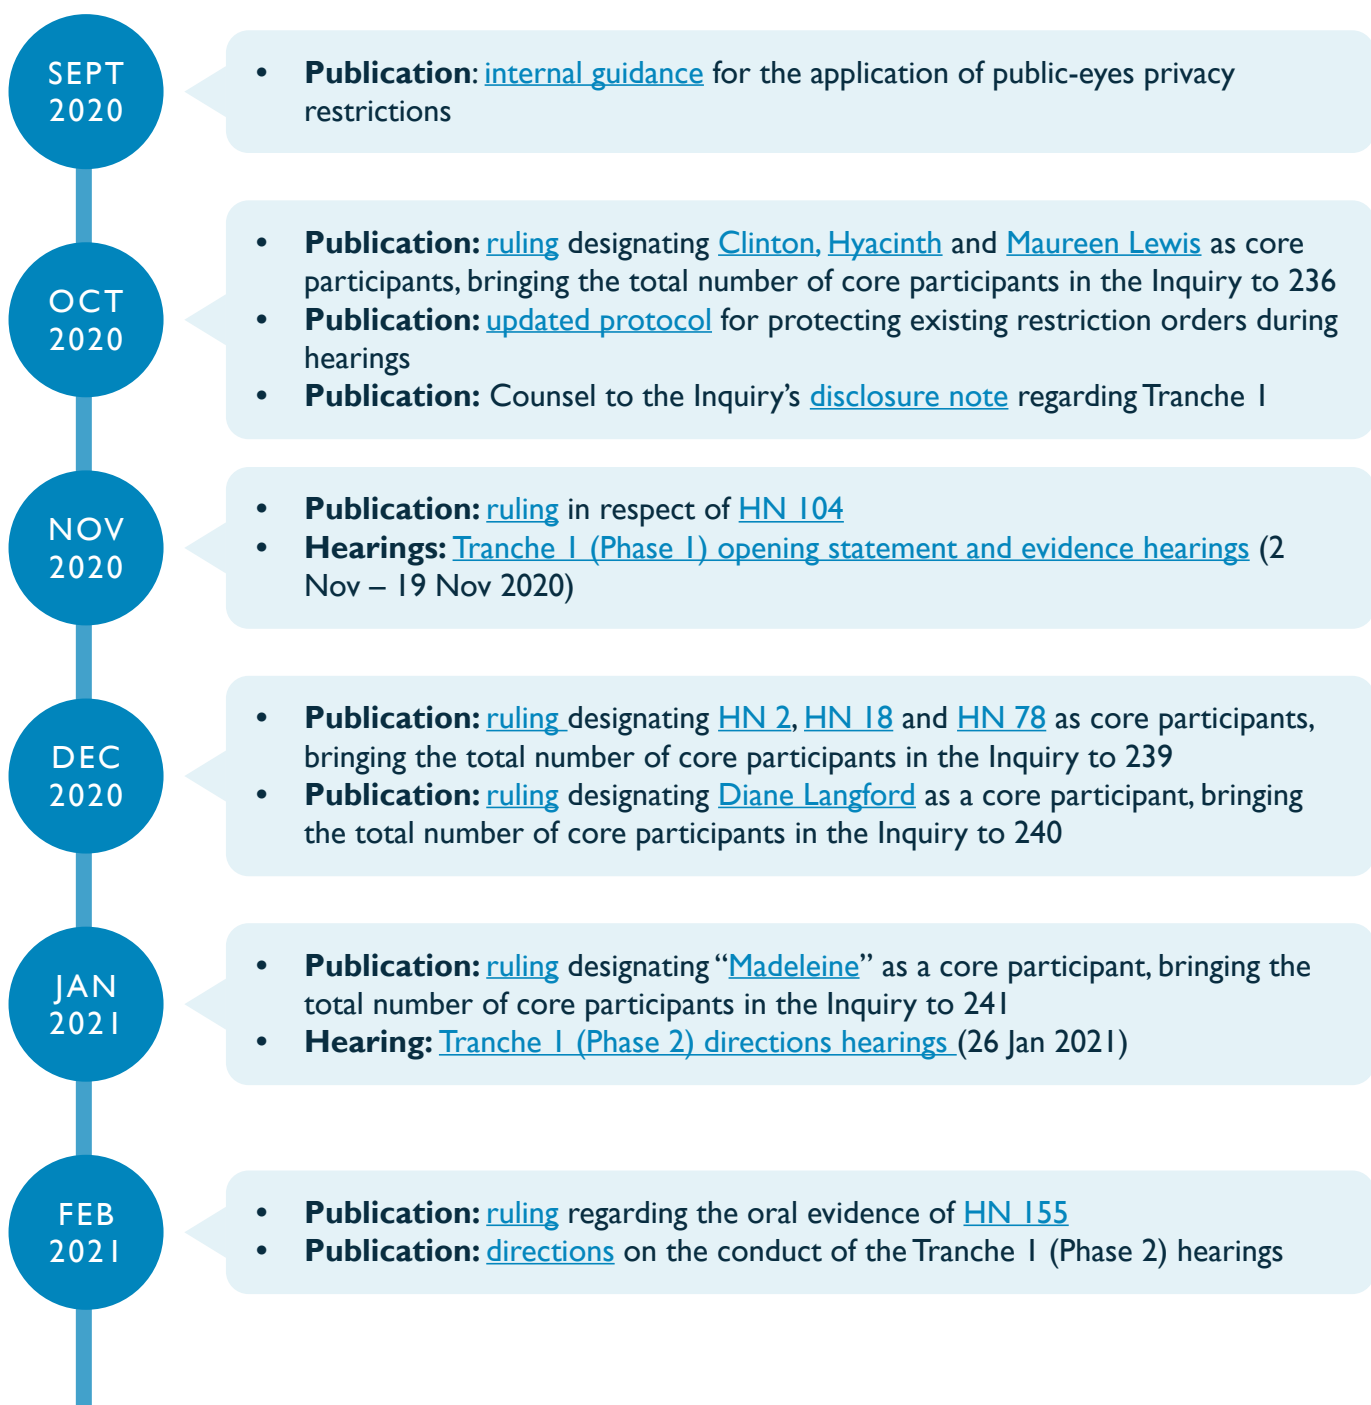 SEPT
2020
• Publication: internal guidance for the application of public-eyes privacy
restrictions
OCT
2020
• Publication: ruling designating Clinton, Hyacinth and Maureen Lewis as core
participants, bringing the total number of core participants in the Inquiry to 236
• Publication: updated protocol for protecting existing restriction orders during
hearings
• Publication: Counsel to the Inquiry’s disclosure note regarding Tranche 1
NOV
2020
• Publication: ruling in respect of HN 104
• Hearings: Tranche 1 (Phase 1) opening statement and evidence hearings (2
Nov – 19 Nov 2020)
DEC
2020
• Publication: ruling designating HN 2, HN 18 and HN 78 as core participants,
bringing the total number of core participants in the Inquiry to 239
• Publication: ruling designating Diane Langford as a core participant, bringing
the total number of core participants in the Inquiry to 240
JAN
2021
• Publication: ruling designating “Madeleine” as a core participant, bringing the
total number of core participants in the Inquiry to 241
• Hearing: Tranche 1 (Phase 2) directions hearings (26 Jan 2021)
FEB
2021
• Publication: ruling regarding the oral evidence of HN 155
• Publication: directions on the conduct of the Tranche 1 (Phase 2) hearings